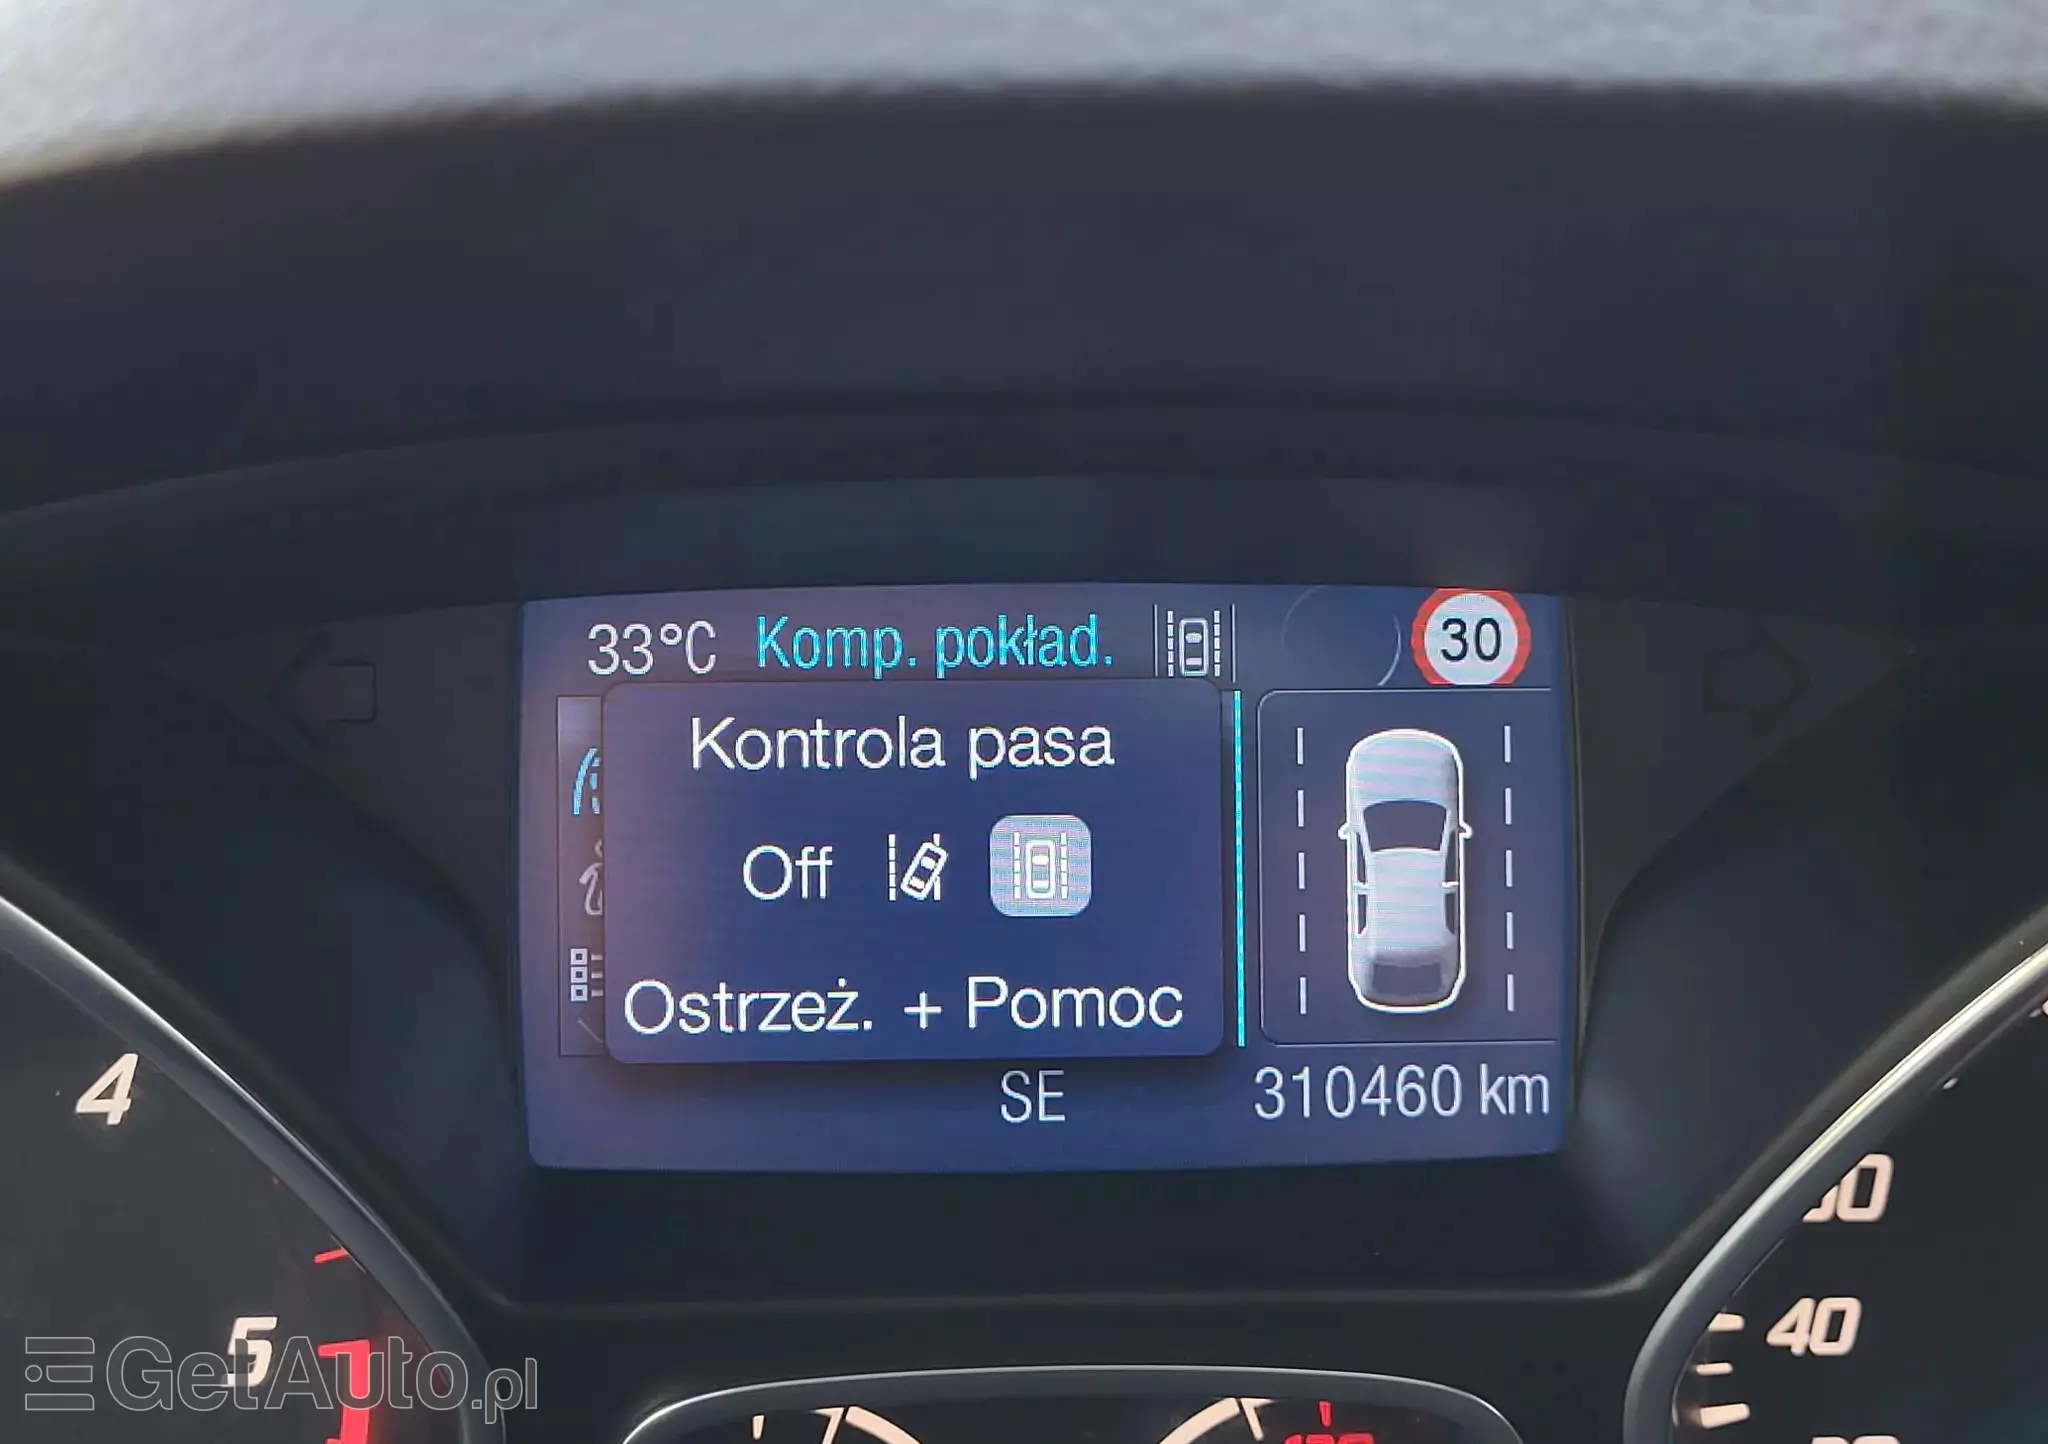 33°C Komp. pokład. 30
Kontrola pasa
Off
Ostrzeż. + Pomoc
SE 310460 km
4
5
40
GetAuto.pl